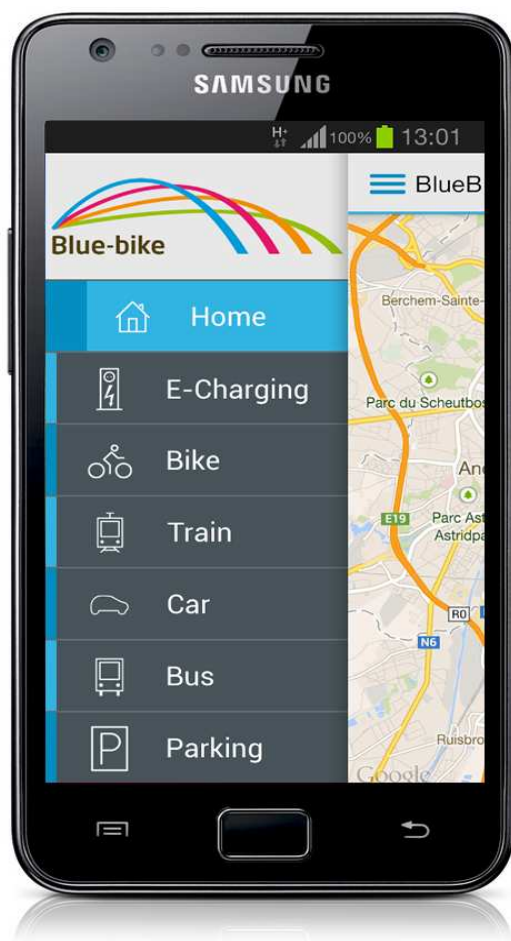 SAMSUNG
H+ 100% 13:01
Blue-bike
BlueB
Home
E-Charging
Bike
Train
Car
Bus
P Parking
Berchem-Sainte-
Parc du Scheutbos
An
E19
Parc Ast
Astridpa
R0
N6
Ruisbro
Google